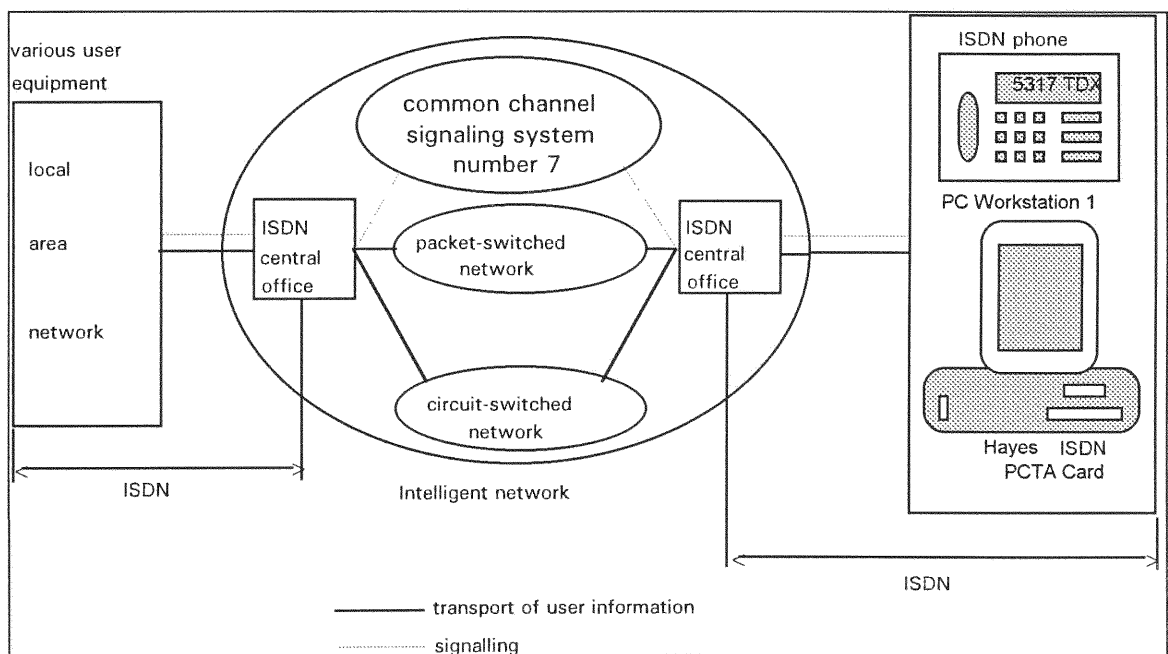 various user
equipment
local
area
network
ISDN
central
office
common channel
signaling system
number 7
packet-switched
network
circuit-switched
network
ISDN
central
office
ISDN phone
5317 TDX
PC Workstation 1
Hayes ISDN
PCTA Card
ISDN
Intelligent network
ISDN
transport of user information
signalling